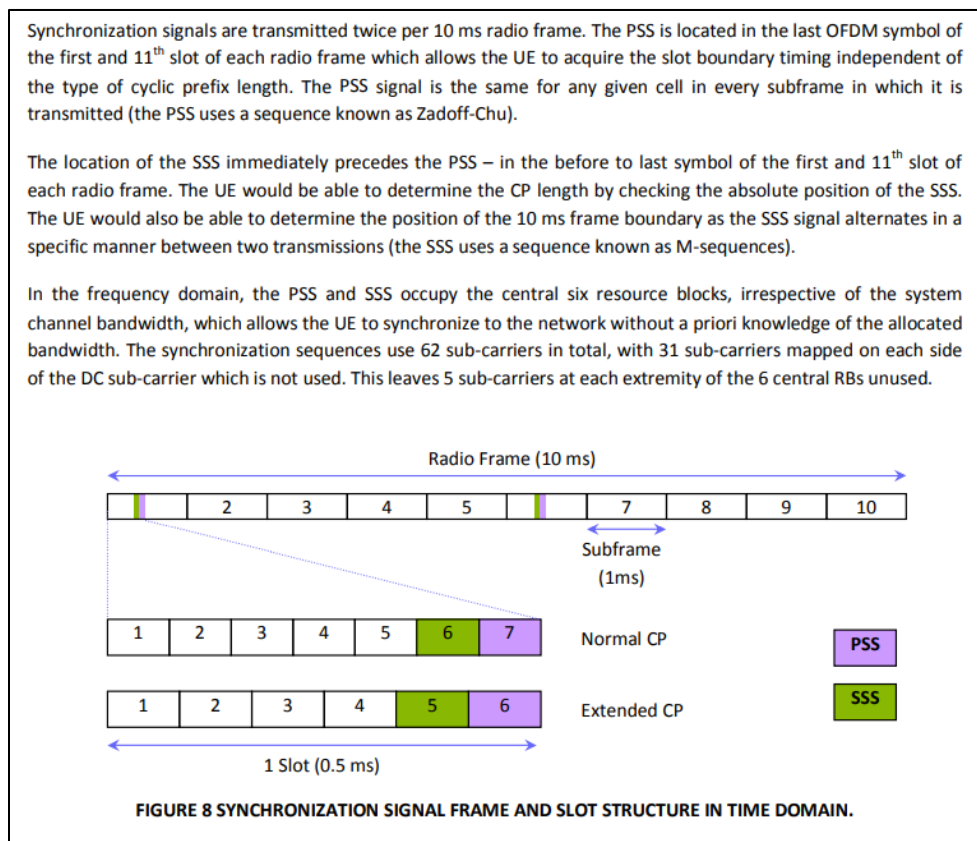 Synchronization signals are transmitted twice per 10 ms radio frame. The PSS is located in the last OFDM symbol of
the first and 11th slot of each radio frame which allows the UE to acquire the slot boundary timing independent of
the type of cyclic prefix length. The PSS signal is the same for any given cell in every subframe in which it is
transmitted (the PSS uses a sequence known as Zadoff-Chu).
The location of the SSS immediately precedes the PSS – in the before to last symbol of the first and 11th slot of
each radio frame. The UE would be able to determine the CP length by checking the absolute position of the SSS.
The UE would also be able to determine the position of the 10 ms frame boundary as the SSS signal alternates in a
specific manner between two transmissions (the SSS uses a sequence known as M-sequences).
In the frequency domain, the PSS and SSS occupy the central six resource blocks, irrespective of the system
channel bandwidth, which allows the UE to synchronize to the network without a priori knowledge of the allocated
bandwidth. The synchronization sequences use 62 sub-carriers in total, with 31 sub-carriers mapped on each side
of the DC sub-carrier which is not used. This leaves 5 sub-carriers at each extremity of the 6 central RBs unused.
Radio Frame (10 ms)
2 3 4 5 7 8 9 10
Subframe
(1ms)
1 2 3 4 5 6 7 Normal CP PSS
1 2 3 4 5 6 Extended CP SSS
1 Slot (0.5 ms)
FIGURE 8 SYNCHRONIZATION SIGNAL FRAME AND SLOT STRUCTURE IN TIME DOMAIN.